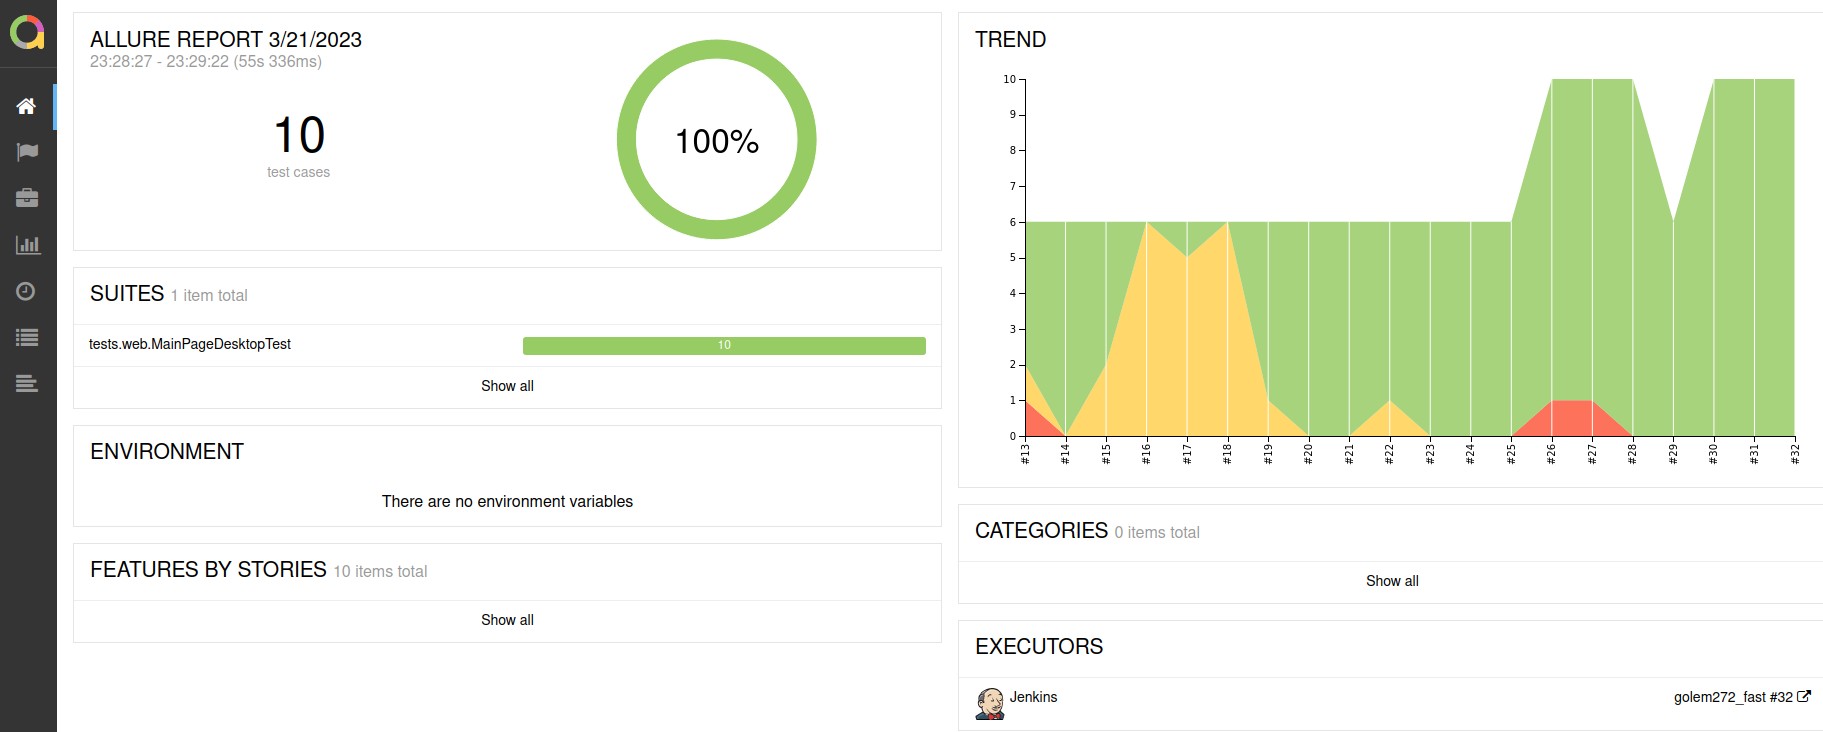 ALLURE REPORT 3/21/2023
23:28:27 - 23:29:22 (55s 336ms)
10
test cases
100%
SUITES 1 item total
tests.web.MainPageDesktopTest 10
Show all
ENVIRONMENT
There are no environment variables
FEATURES BY STORIES 10 items total
Show all
TREND
10
9
8
7
6
5
4
3
2
1
0
#13 #14 #15 #16 #17 #18 #19 #20 #21 #22 #23 #24 #25 #26 #27 #28 #29 #30 #31 #32
CATEGORIES 0 items total
Show all
EXECUTORS
Jenkins golem272_fast #32